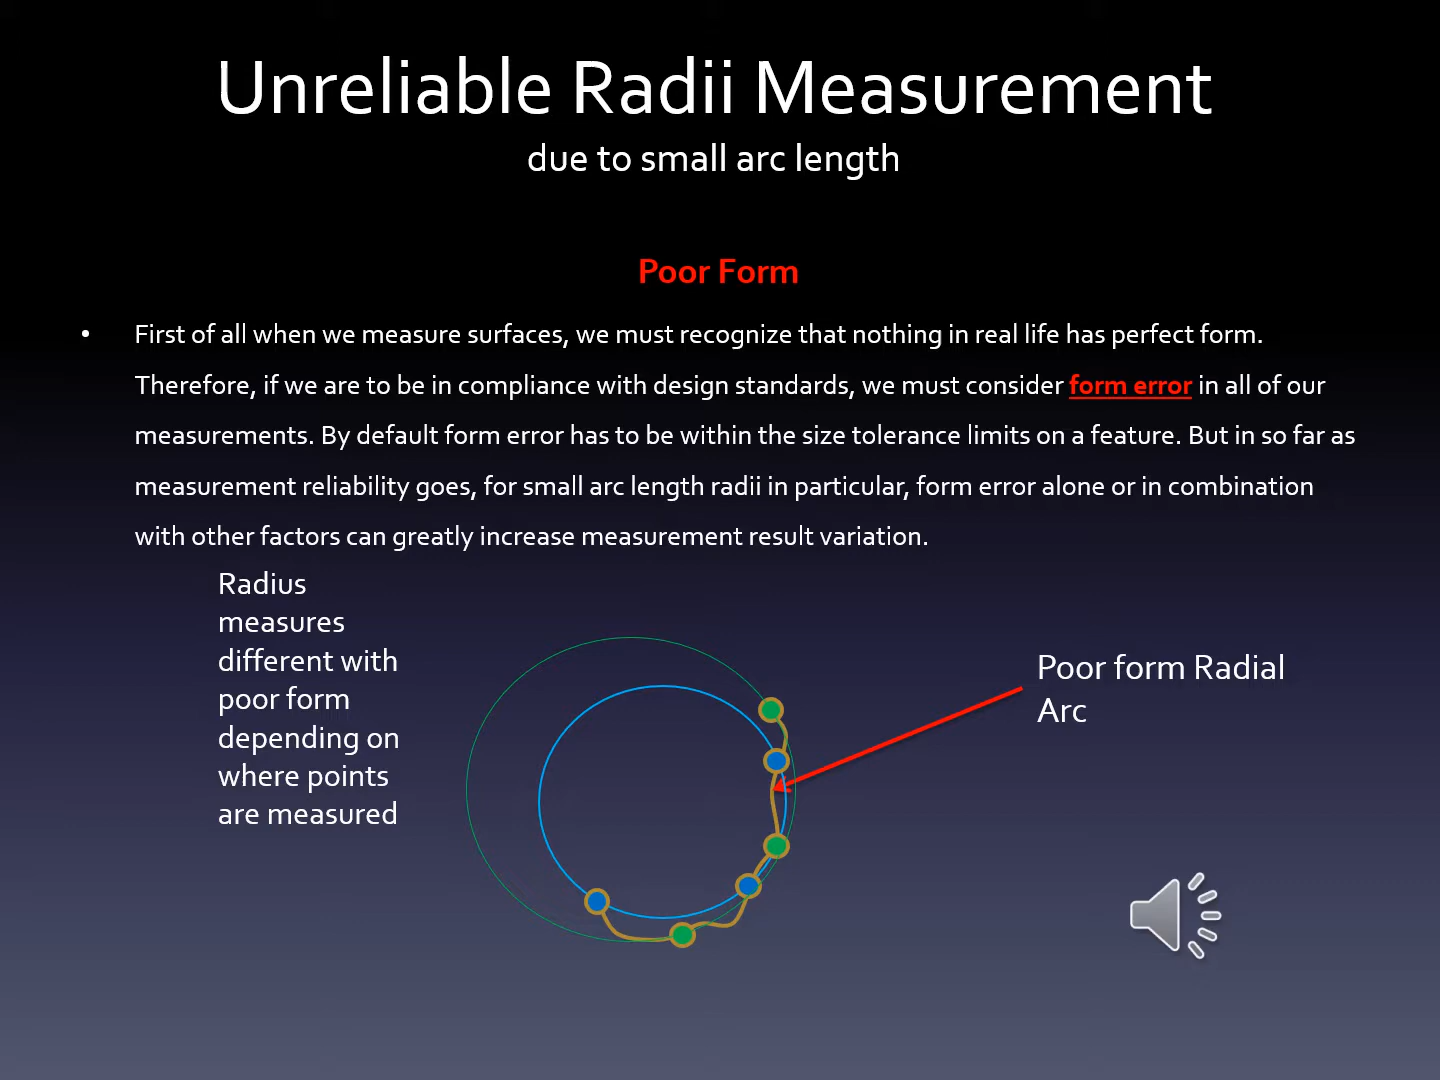 Unreliable Radii Measurement
due to small arc length
Poor Form
• First of all when we measure surfaces, we must recognize that nothing in real life has perfect form.
Therefore, if we are to be in compliance with design standards, we must consider form error in all of our
measurements. By default form error has to be within the size tolerance limits on a feature. But in so far as
measurement reliability goes, for small arc length radii in particular, form error alone or in combination
with other factors can greatly increase measurement result variation.
Radius
measures
different with
poor form
depending on
where points
are measured
Poor form Radial
Arc